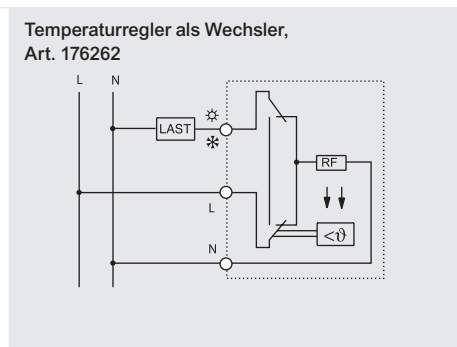 Temperaturregler als Wechsler,
Art. 176262
L N
LAST
RF
L
<ϑ
N